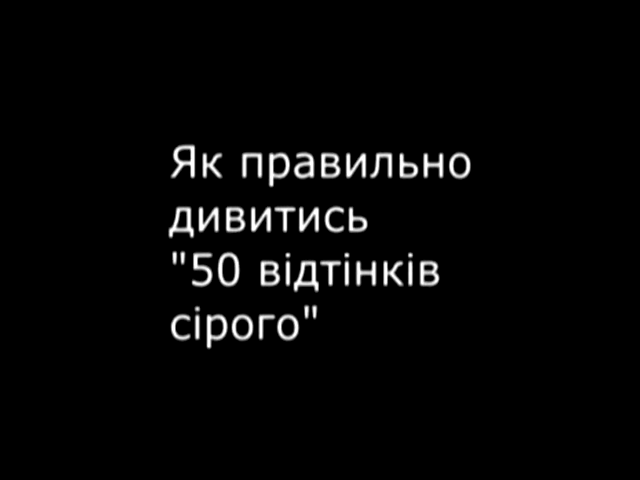 Як правильно
дивитись
"50 відтінків
сірого"